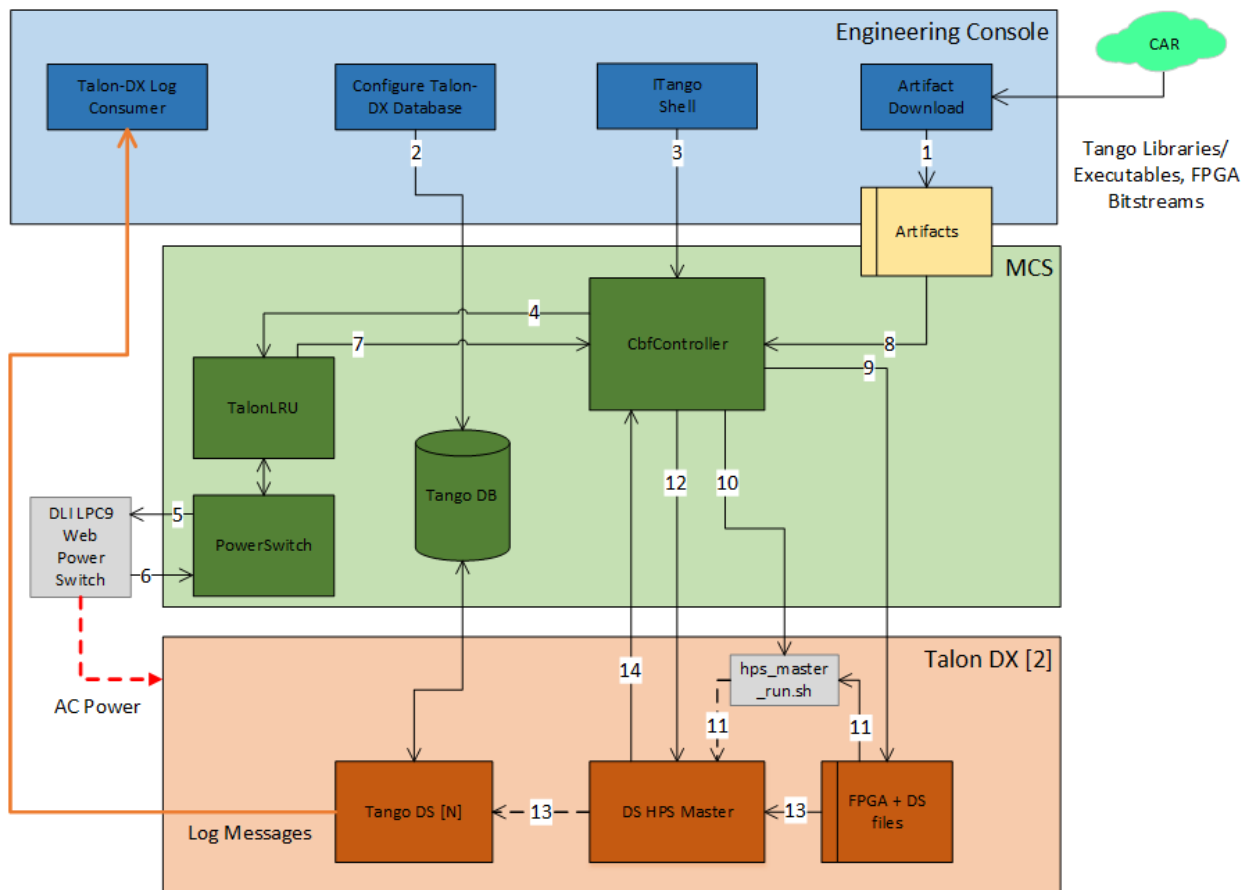 Engineering Console
CAR
Talon-DX Log
Consumer
Configure Talon-
DX Database
ITango
Shell
Artifact
Download
2
3
1
Tango Libraries/
Executables, FPGA
Bitstreams
Artifacts
MCS
4
7
CbfController
8
9
TalonLRU
Tango DB
12
10
DLI LPC9
Web
Power
Switch
5
6
PowerSwitch
AC Power
Talon DX [2]
14
hps_master
_run.sh
11
11
Tango DS [N]
13
DS HPS Master
13
FPGA + DS
files
Log Messages